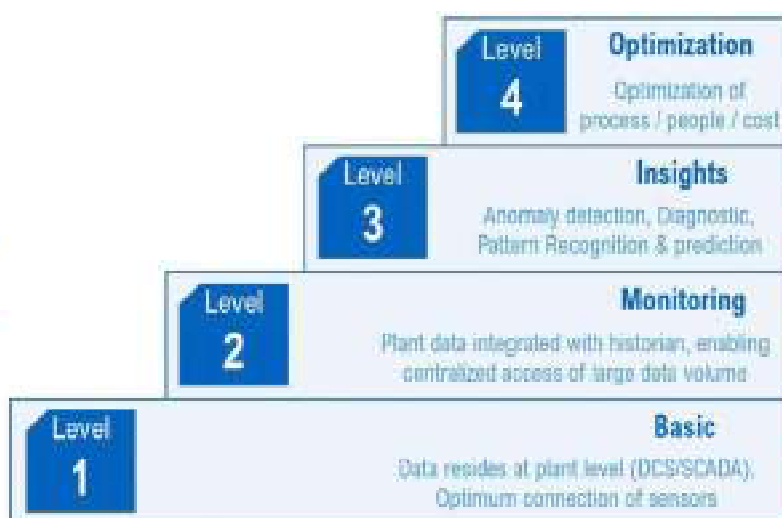 Level
4
Optimization
Optimization of
process / people / cost
Level
3
Insights
Anomaly detection, Diagnostic,
Pattern Recognition & prediction
Level
2
Monitoring
Plant data integrated with historian, enabling
centralized access of large data volume
Level
1
Basic
Data resides at plant level (DCS/SCADA),
Optimum connection of sensors